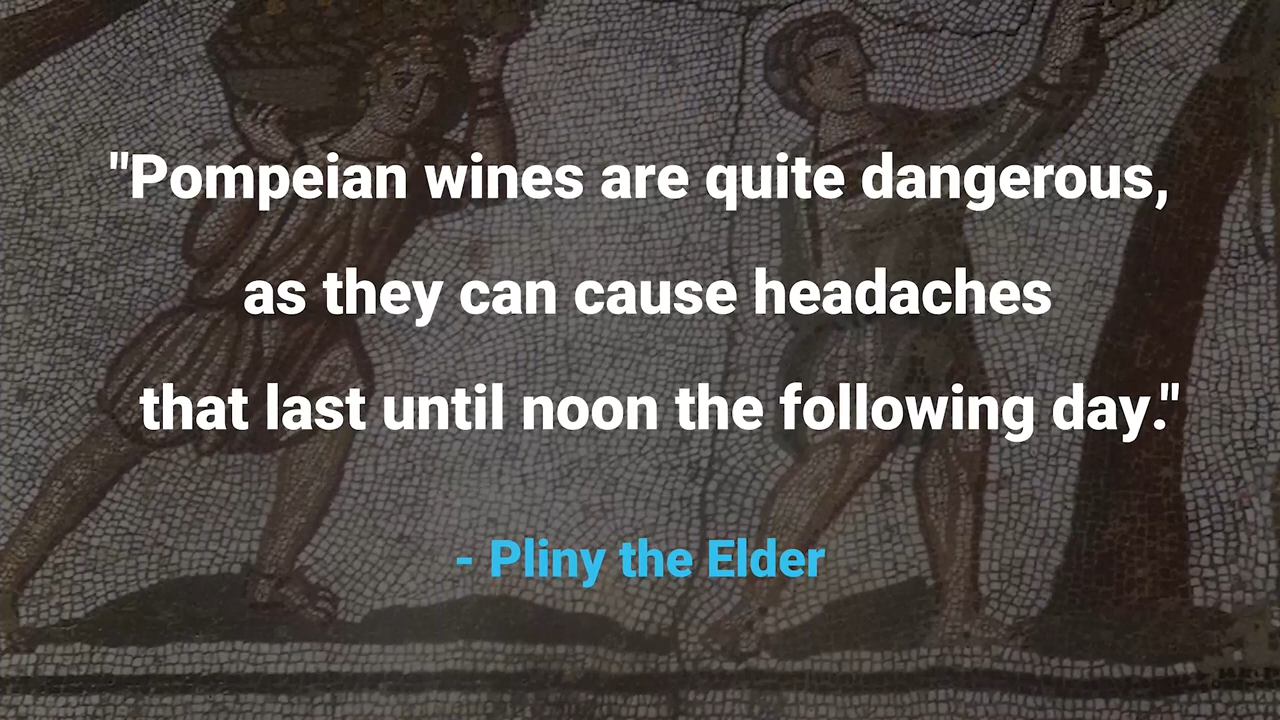 "Pompeian wines are quite dangerous,
as they can cause headaches
that last until noon the following day."
- Pliny the Elder